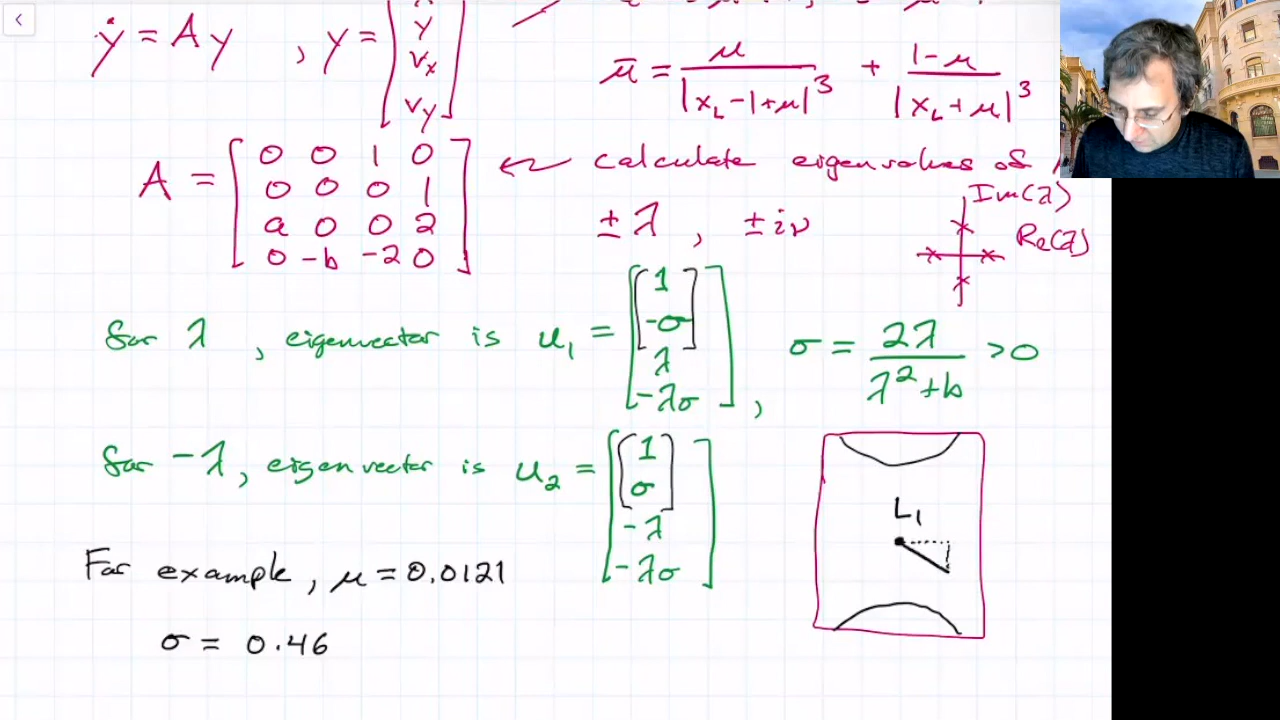 ẏ = Ay , y = [ y vx vy ]
μ̄ = μ / |x_L - 1 + μ|³ + 1-μ / |x_L + μ|³
A = [ 0 0 1 0
0 0 0 1
a 0 0 2
0 -b -2 0 ]
← calculate eigenvalues of
±λ , ±iν
Im(λ)
Re(λ)
for λ , eigenvector is u₁ = [ 1 -σ λ -λσ ] , σ = 2λ / λ²+b >0
for -λ, eigenvector is u₂ = [ 1 σ -λ -λσ ]
L₁
For example, μ = 0.0121
σ = 0.46